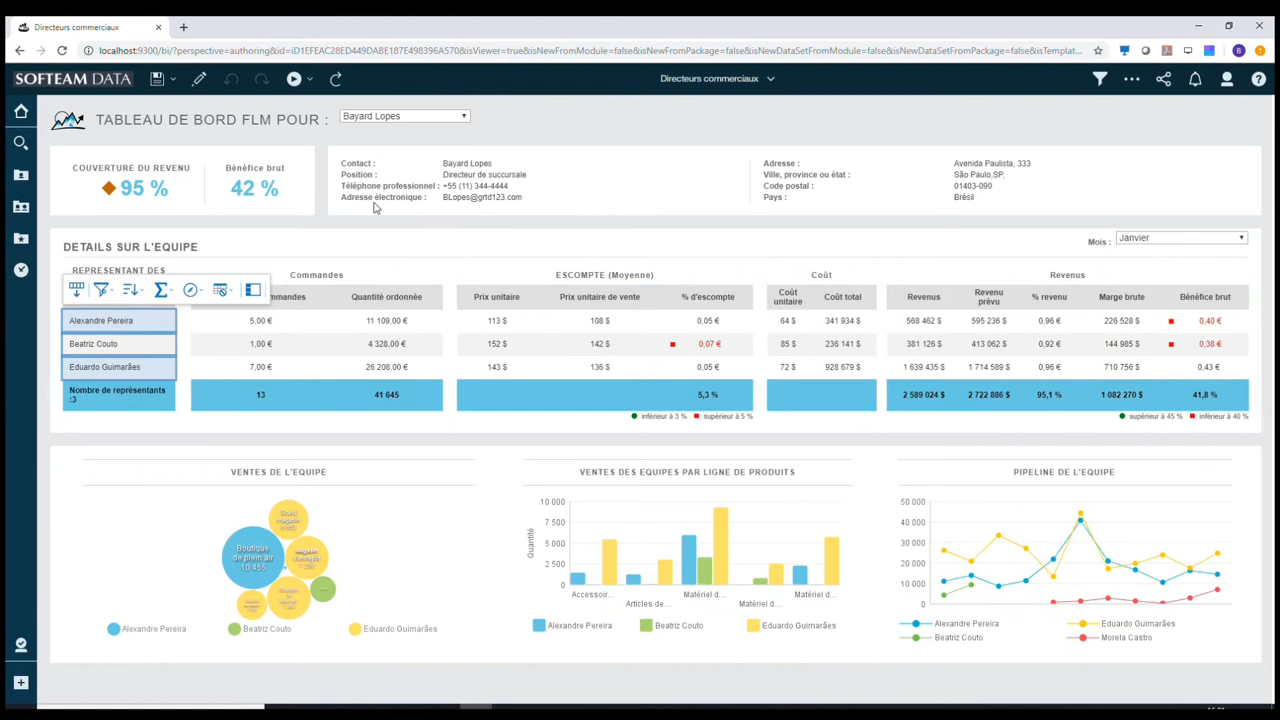 Directeurs commerciaux
localhost:9300/bi/?perspective=authoring&id=iD1EFEAC28ED449DABE187E498396A570&isViewer=true&isNewFromModule=false&isNewFromPackage=false&isNewDataSetFromModule=false&isNewDataSetFromPackage=false&isTemplat...
B
SOFTEAM DATA
Directeurs commerciaux
TABLEAU DE BORD FLM POUR :
Bayard Lopes
COUVERTURE DU REVENU
95 %
Bénéfice brut
42 %
Contact : Bayard Lopes
Position : Directeur de succursale
Téléphone professionnel : +55 (11) 344-4444
Adresse électronique : BLopes@grtd123.com
Adresse : Avenida Paulista, 333
Ville, province ou état : São Paulo,SP,
Code postal : 01403-090
Pays : Brésil
DETAILS SUR L'EQUIPE
Mois : Janvier
REPRESENTANT DES
Commandes ESCOMPTE (Moyenne) Coût Revenus
mmandes Quantité ordonnée Prix unitaire Prix unitaire de vente % d'escompte Coût unitaire Coût total Revenus Revenu prévu % revenu Marge brute Bénéfice brut
Alexandre Pereira 5,00 € 11 109,00 € 113 $ 108 $ 0,05 € 64 $ 341 934 $ 568 462 $ 595 236 $ 0,96 € 226 528 $ 0,40 €
Beatriz Couto 1,00 € 4 328,00 € 152 $ 142 $ 0,07 € 85 $ 236 141 $ 381 126 $ 413 062 $ 0,92 € 144 985 $ 0,38 €
Eduardo Guimarães 7,00 € 26 208,00 € 143 $ 136 $ 0,05 € 72 $ 928 679 $ 1 639 435 $ 1 714 589 $ 0,96 € 710 756 $ 0,43 €
Nombre de représentants :3 13 41 645 5,3 % 2 589 024 $ 2 722 886 $ 95,1 % 1 082 270 $ 41,8 %
inférieur à 3 % : supérieur à 5 % : supérieur à 45 % inférieur à 40 %
VENTES DE L'EQUIPE
Boutique
de plein air
10 455
Grand
magasin
Alexandre Pereira Beatriz Couto Eduardo Guimarães
VENTES DES EQUIPES PAR LIGNE DE PRODUITS
Quantité
10 000
7 500
5 000
2 500
0
Accessoir... Articles de... Matériel d... Matériel d... Matériel d...
Alexandre Pereira Beatriz Couto Eduardo Guimarães
PIPELINE DE L'EQUIPE
50 000
40 000
30 000
20 000
10 000
0
Alexandre Pereira Eduardo Guimarães
Beatriz Couto Morela Castro